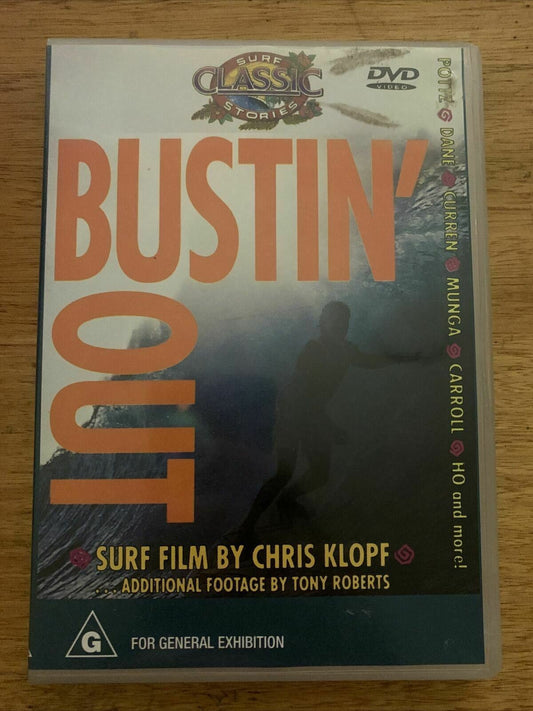 SURF
CLASSIC
STORIES
DVD
VIDEO
BUSTIN'
OUT
POTTZ DANE CURREN MUNGA CARROLL HO and more!
SURF FILM BY CHRIS KLOPF
...ADDITIONAL FOOTAGE BY TONY ROBERTS
G
FOR GENERAL EXHIBITION